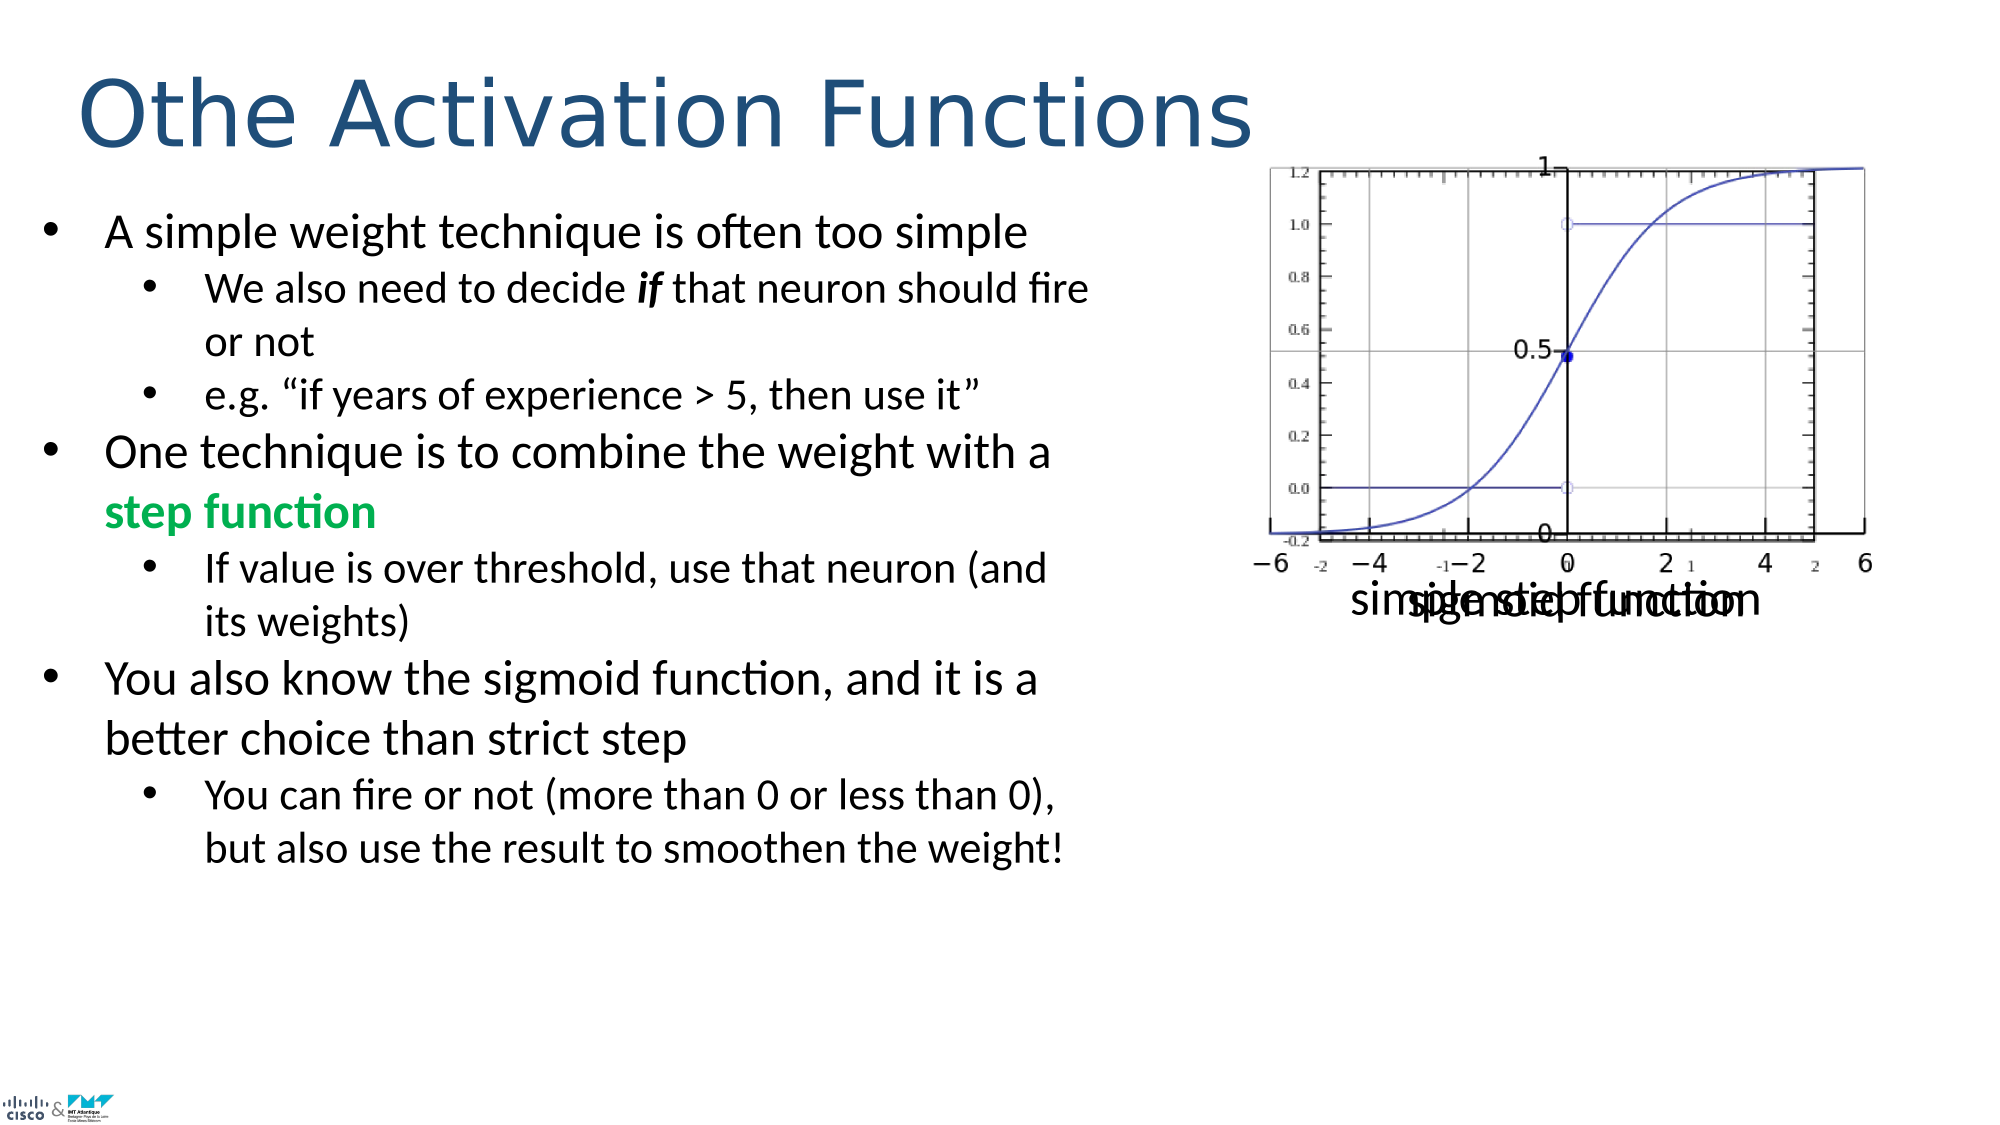 Othe Activation Functions
• A simple weight technique is often too simple
• We also need to decide if that neuron should fire
or not
• e.g. “if years of experience > 5, then use it”
• One technique is to combine the weight with a
step function
• If value is over threshold, use that neuron (and
its weights)
• You also know the sigmoid function, and it is a
better choice than strict step
• You can fire or not (more than 0 or less than 0),
but also use the result to smoothen the weight!
1
1.2
1.0
0.8
0.6
0.5
0.4
0.2
0.0
0
-0.2
−6 -2 −4 -1 −2 0 2 1 4 2 6
simple step function
sigmoid function
CISCO & IMT Atlantique